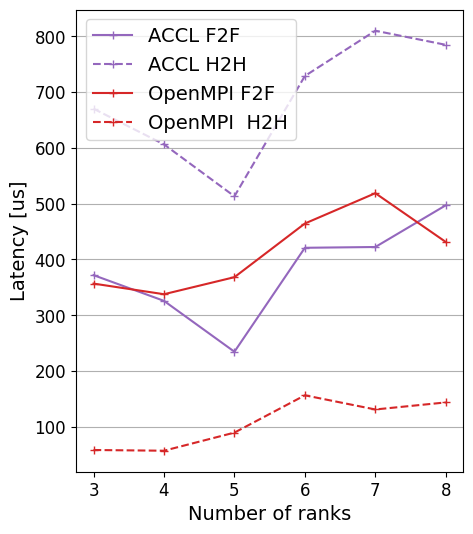 ACCL F2F
ACCL H2H
OpenMPI F2F
OpenMPI  H2H
800
700
600
500
400
300
200
100
Latency [us]
3 4 5 6 7 8
Number of ranks